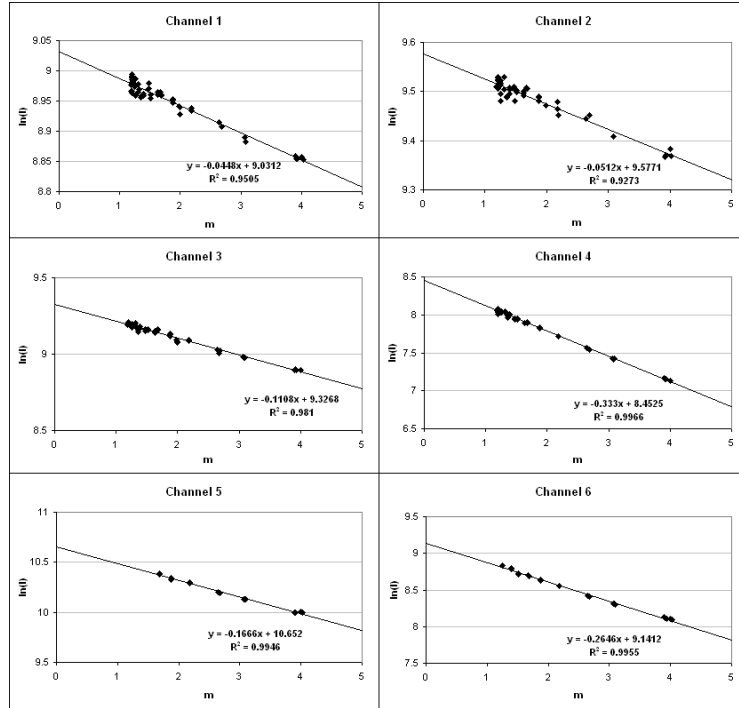 Channel 1
9.05
9
8.95
8.9
8.85
8.8
ln(I)
y = -0.0448x + 9.0312
R² = 0.9505
0 1 2 3 4 5
m
Channel 2
9.6
9.5
9.4
9.3
ln(I)
y = -0.0512x + 9.5771
R² = 0.9273
0 1 2 3 4 5
m
Channel 3
9.5
9
8.5
ln(I)
y = -0.1108x + 9.3268
R² = 0.981
0 1 2 3 4 5
m
Channel 4
8.5
8
7.5
7
6.5
ln(I)
y = -0.333x + 8.4525
R² = 0.9966
0 1 2 3 4 5
m
Channel 5
11
10.5
10
9.5
ln(I)
y = -0.1666x + 10.652
R² = 0.9946
0 1 2 3 4 5
m
Channel 6
9.5
9
8.5
8
7.5
ln(I)
y = -0.2646x + 9.1412
R² = 0.9955
0 1 2 3 4 5
m